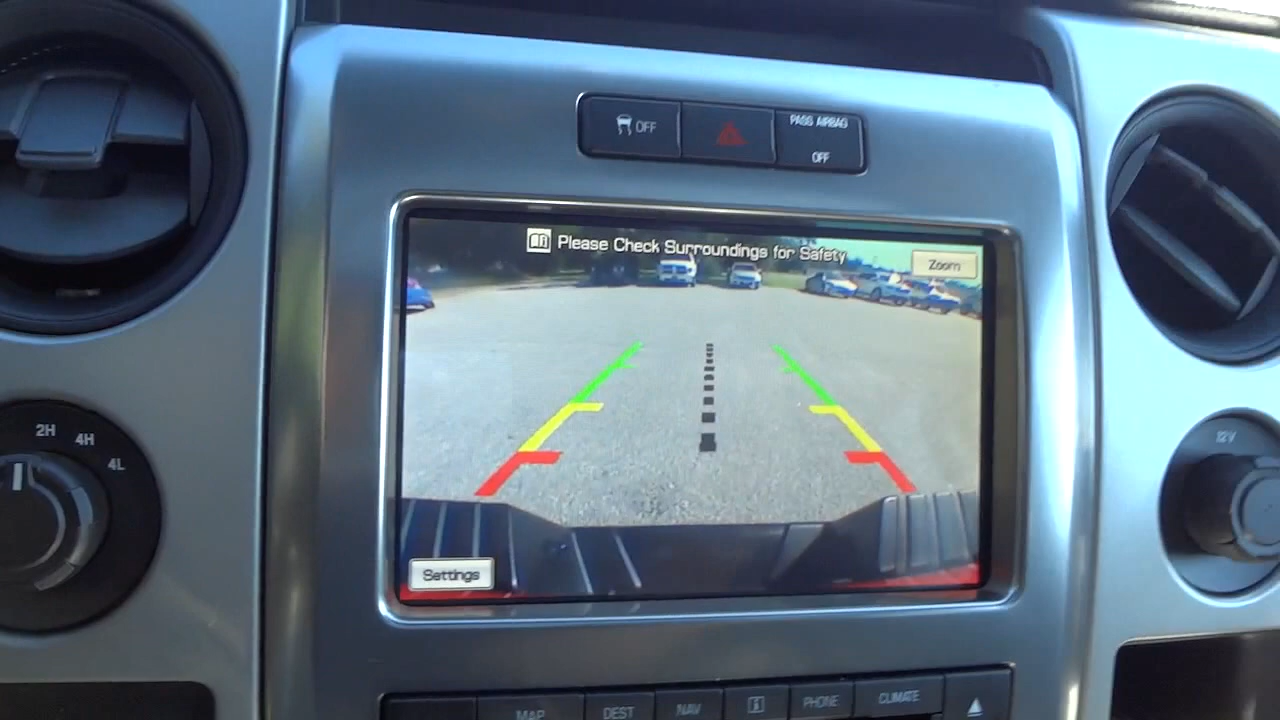 OFF
PASS AIRBAG
OFF
Please Check Surroundings for Safety
Zoom
2H
4H
4L
12V
Settings
MAP
DEST
NAV
i
PHONE
CLIMATE